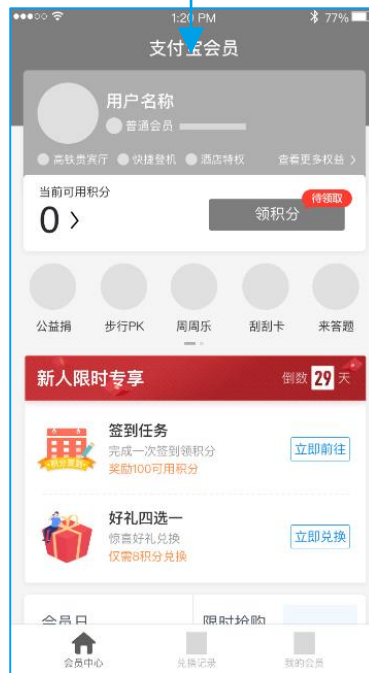 1:20 PM 77%
支付宝会员
用户名称
普通会员
高铁贵宾厅 快捷登机 酒店特权 查看更多权益 >
当前可用积分
待领取
0 >
领积分
公益捐 步行PK 周周乐 刮刮卡 来答题
新人限时专享 倒数 29 天
签到任务
完成一次签到领积分
立即前往
奖励100可用积分
好礼四选一
惊喜好礼兑换
立即兑换
仅需8积分兑换
会员日 限时抢购
会员中心 兑换记录 我的会员